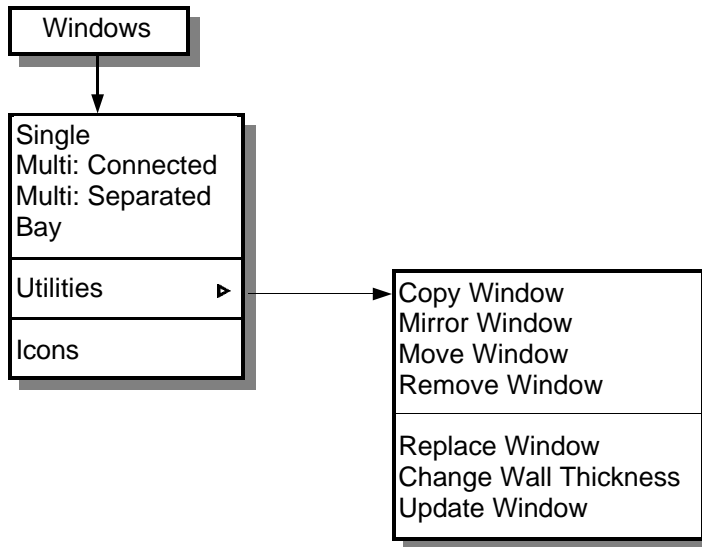 Windows
Single
Multi: Connected
Multi: Separated
Bay
Utilities
Icons
Copy Window
Mirror Window
Move Window
Remove Window
Replace Window
Change Wall Thickness
Update Window